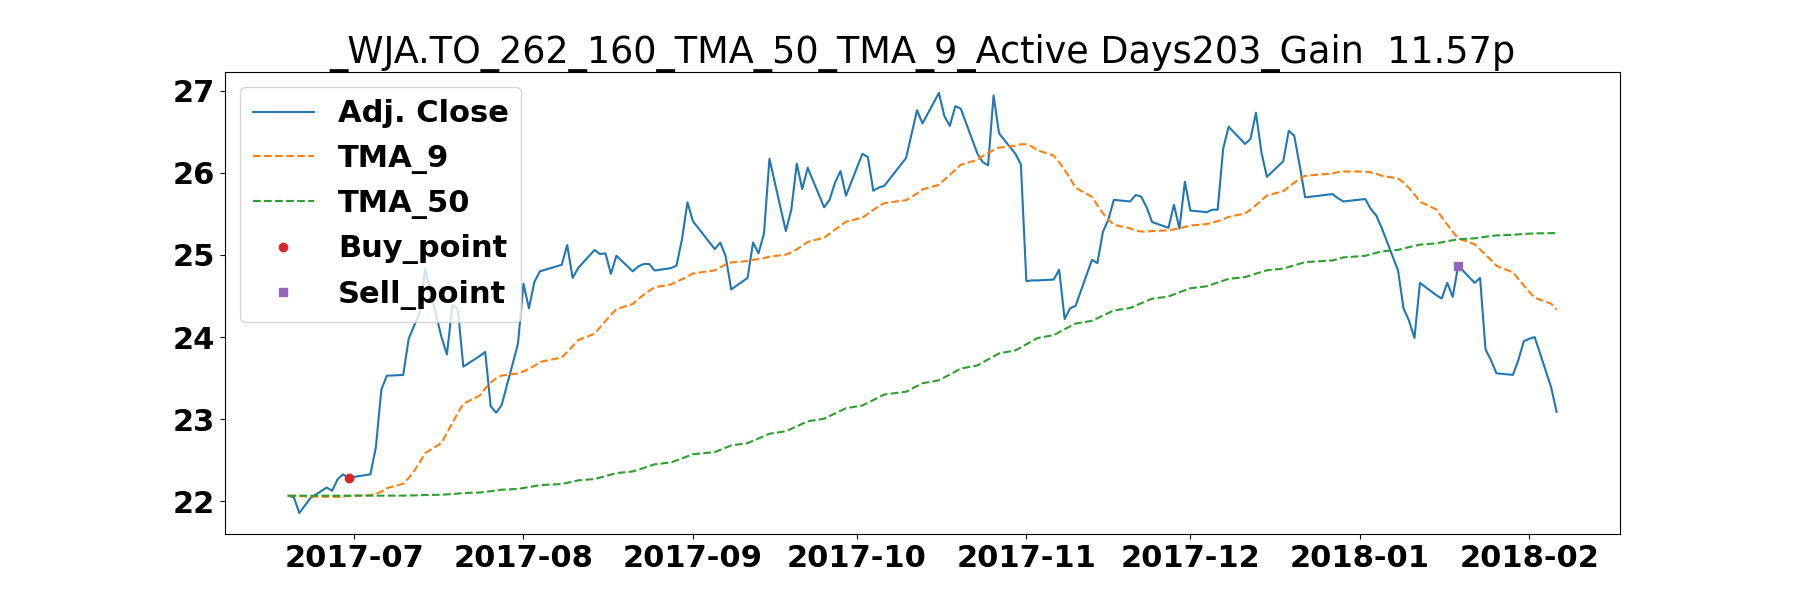 _WJA.TO_262_160_TMA_50_TMA_9_Active Days203_Gain  11.57p
27
26
25
24
23
22
Adj. Close
TMA_9
TMA_50
Buy_point
Sell_point
2017-07 2017-08 2017-09 2017-10 2017-11 2017-12 2018-01 2018-02